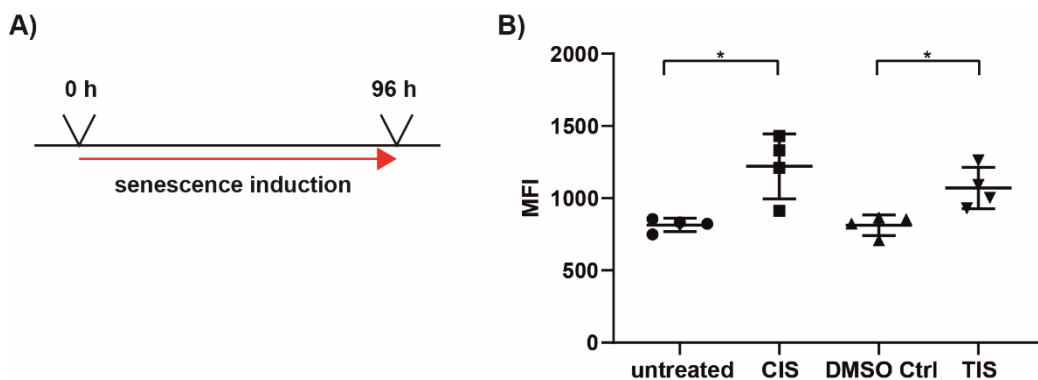 A)
0 h
96 h
senescence induction
B)
2000
1500
1000
500
0
MFI
*
*
untreated
CIS
DMSO Ctrl
TIS